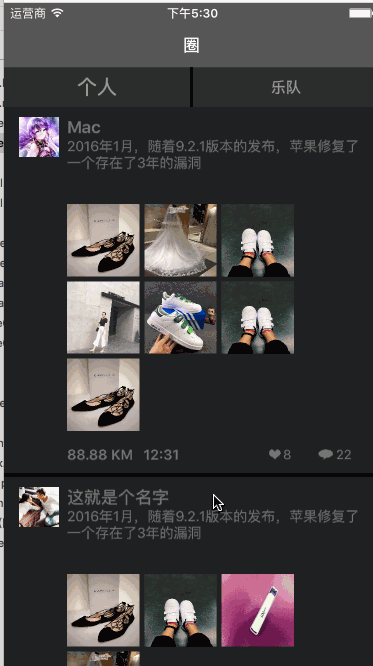 运营商 下午5:30
圈
个人 乐队
Mac
2016年1月，随着9.2.1版本的发布，苹果修复了
一个存在了3年的漏洞
88.88 KM 12:31 8 22
这就是个名字
2016年1月，随着9.2.1版本的发布，苹果修复了
一个存在了3年的漏洞